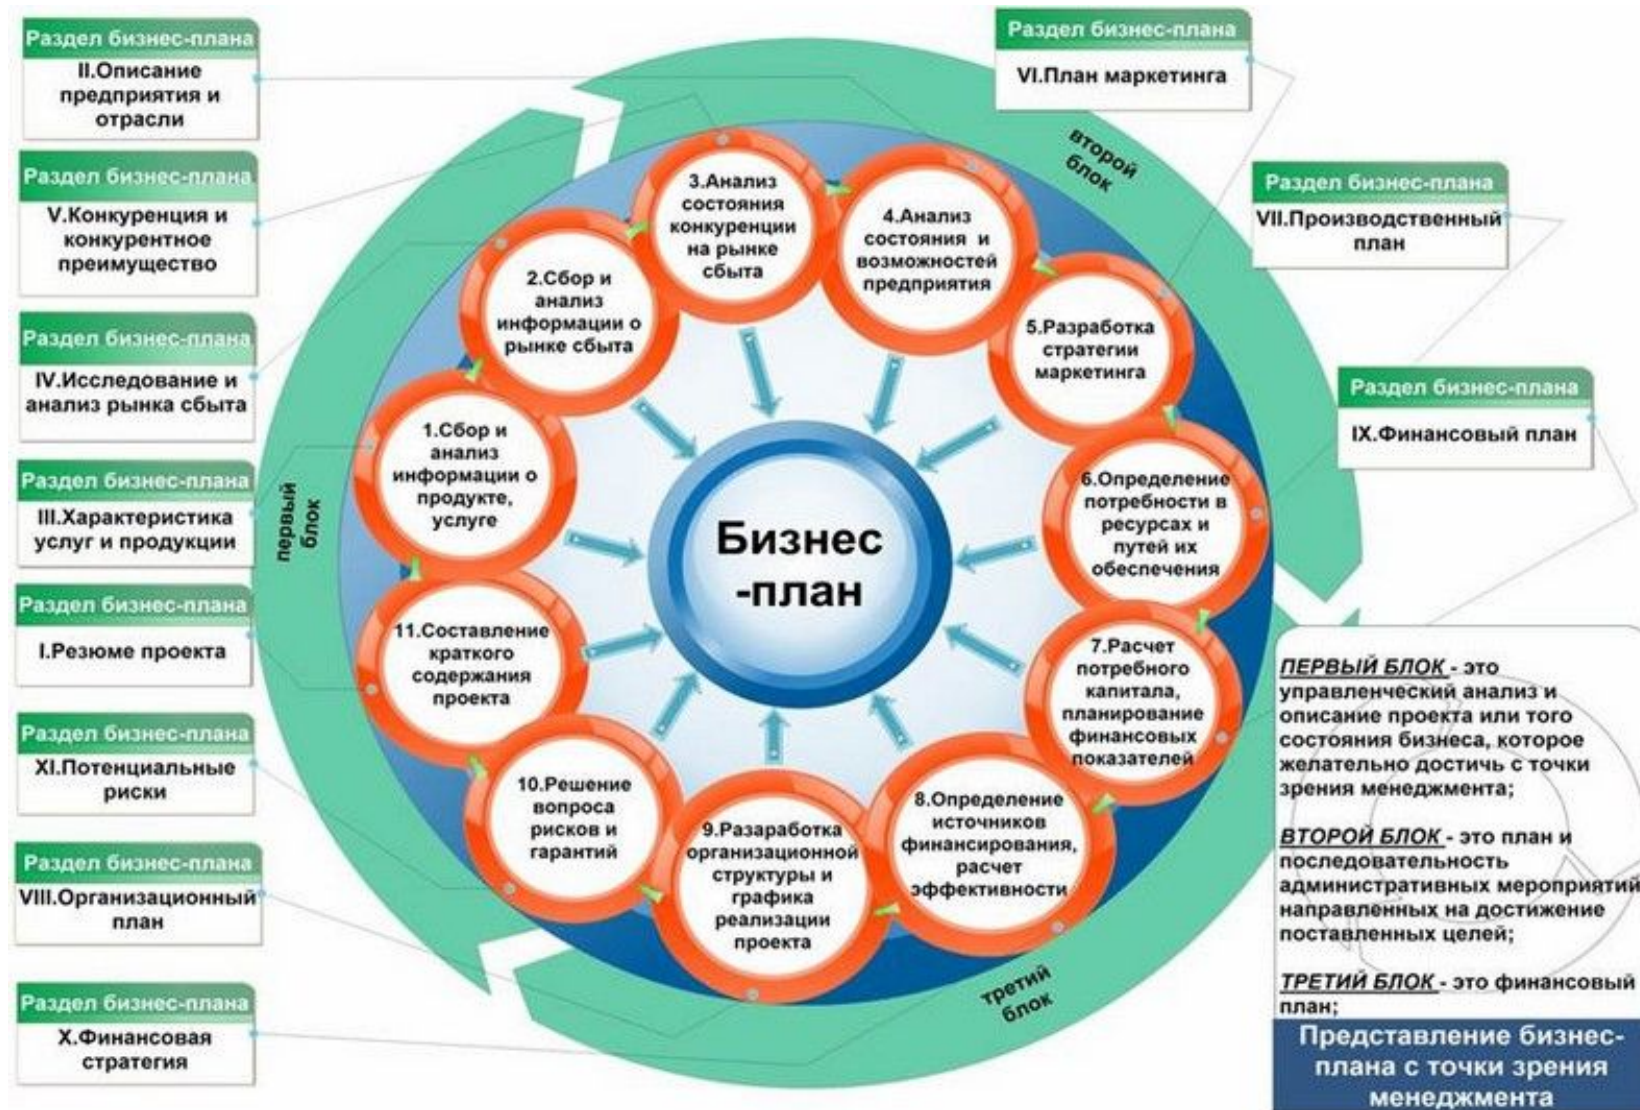 Раздел бизнес-плана
II.Описание
предприятия и
отрасли
Раздел бизнес-плана
V.Конкуренция и
конкурентное
преимущество
Раздел бизнес-плана
IV.Исследование и
анализ рынка сбыта
Раздел бизнес-плана
III.Характеристика
услуг и продукции
Раздел бизнес-плана
I.Резюме проекта
Раздел бизнес-плана
XI.Потенциальные
риски
Раздел бизнес-плана
VIII.Организационный
план
Раздел бизнес-плана
X.Финансовая
стратегия
первый
блок
второй
блок
третий
блок
1.Сбор и
анализ
информации о
продукте,
услуге
2.Сбор и
анализ
информации о
рынке сбыта
3.Анализ
состояния
конкуренции
на рынке
сбыта
4.Анализ
состояния и
возможностей
предприятия
5.Разработка
стратегии
маркетинга
6.Определение
потребности в
ресурсах и
путей их
обеспечения
7.Расчет
потребного
капитала,
планирование
финансовых
показателей
8.Определение
источников
финансирования,
расчет
эффективности
9.Разаработка
организационной
структуры и
графика
реализации
проекта
10.Решение
вопроса
рисков и
гарантий
11.Составление
краткого
содержания
проекта
Бизнес
-план
Раздел бизнес-плана
VI.План маркетинга
Раздел бизнес-плана
VII.Производственный
план
Раздел бизнес-плана
IX.Финансовый план
ПЕРВЫЙ БЛОК - это
управленческий анализ и
описание проекта или того
состояния бизнеса, которое
желательно достичь с точки
зрения менеджмента;
ВТОРОЙ БЛОК - это план и
последовательность
административных мероприятий
направленных на достижение
поставленных целей;
ТРЕТИЙ БЛОК - это финансовый
план;
Представление бизнес-
плана с точки зрения
менеджмента